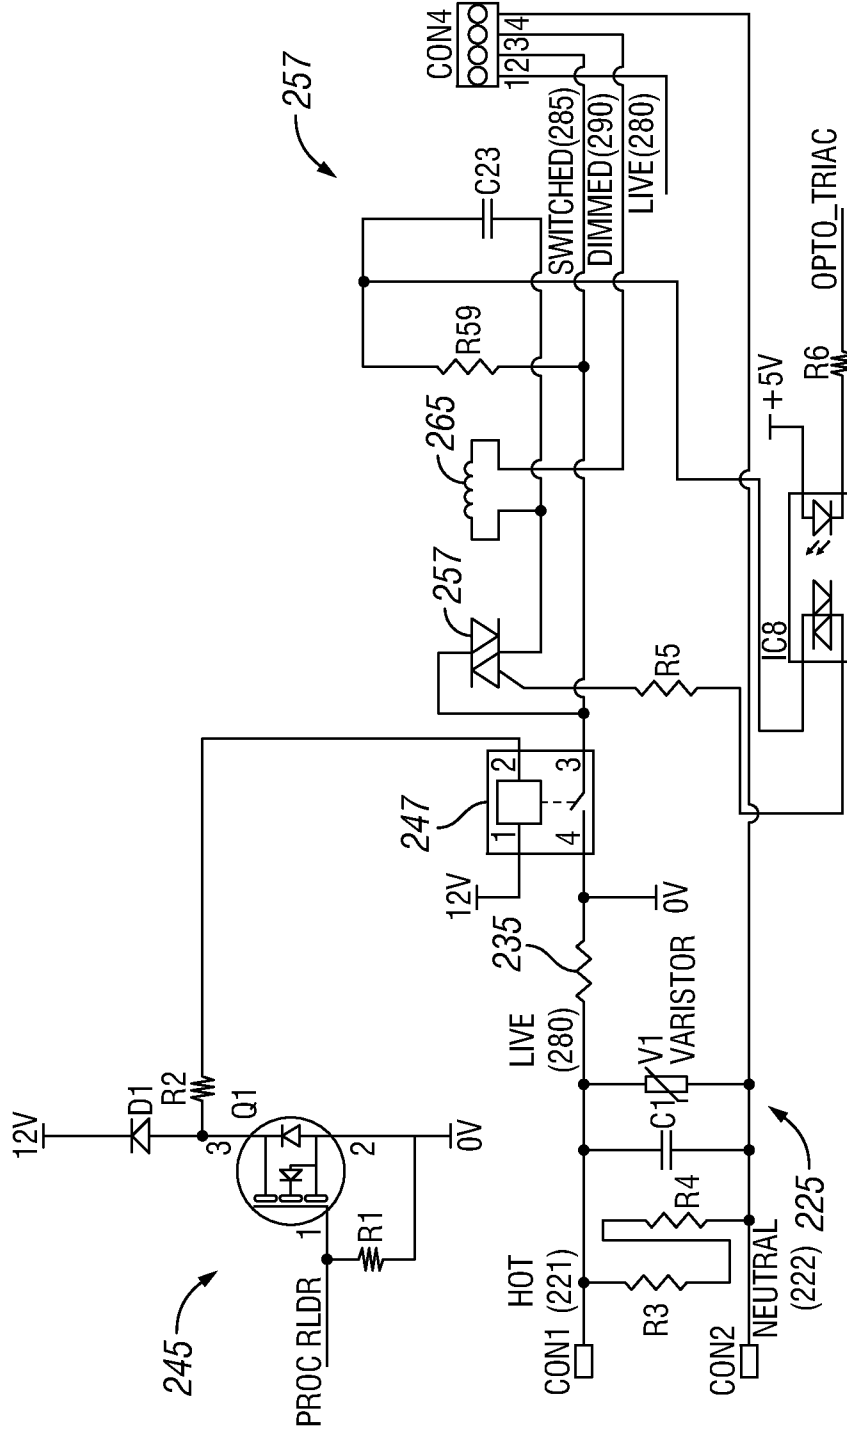 245
12V
D1
R2
3
Q1
PROC RLDR
1
2
R1
0V
257
CON4
1
2
3
4
C23
SWITCHED(285)
DIMMED(290)
LIVE(280)
R59
265
257
247
12V
1
2
4
3
235
0V
HOT
(221)
LIVE
(280)
CON1
R3
R4
C1
V1
VARISTOR
CON2
NEUTRAL
(222)
225
R5
IC8
+5V
R6
OPTO_TRIAC